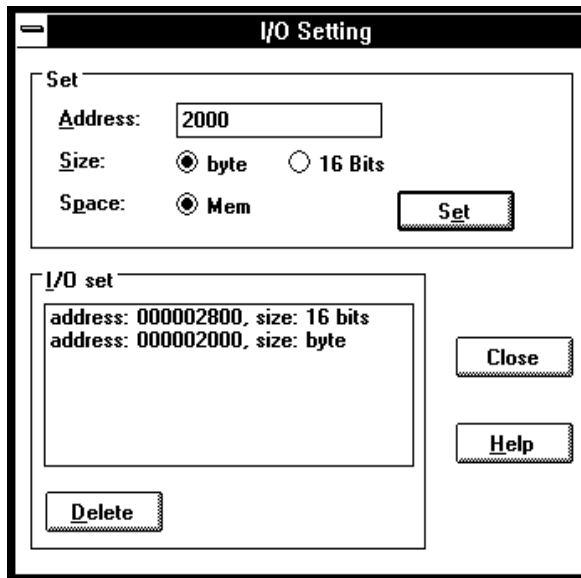 I/O Setting
Set
Address: 2000
Size: byte 16 Bits
Space: Mem
Set
I/O set
address: 000002800, size: 16 bits
address: 000002000, size: byte
Close
Help
Delete